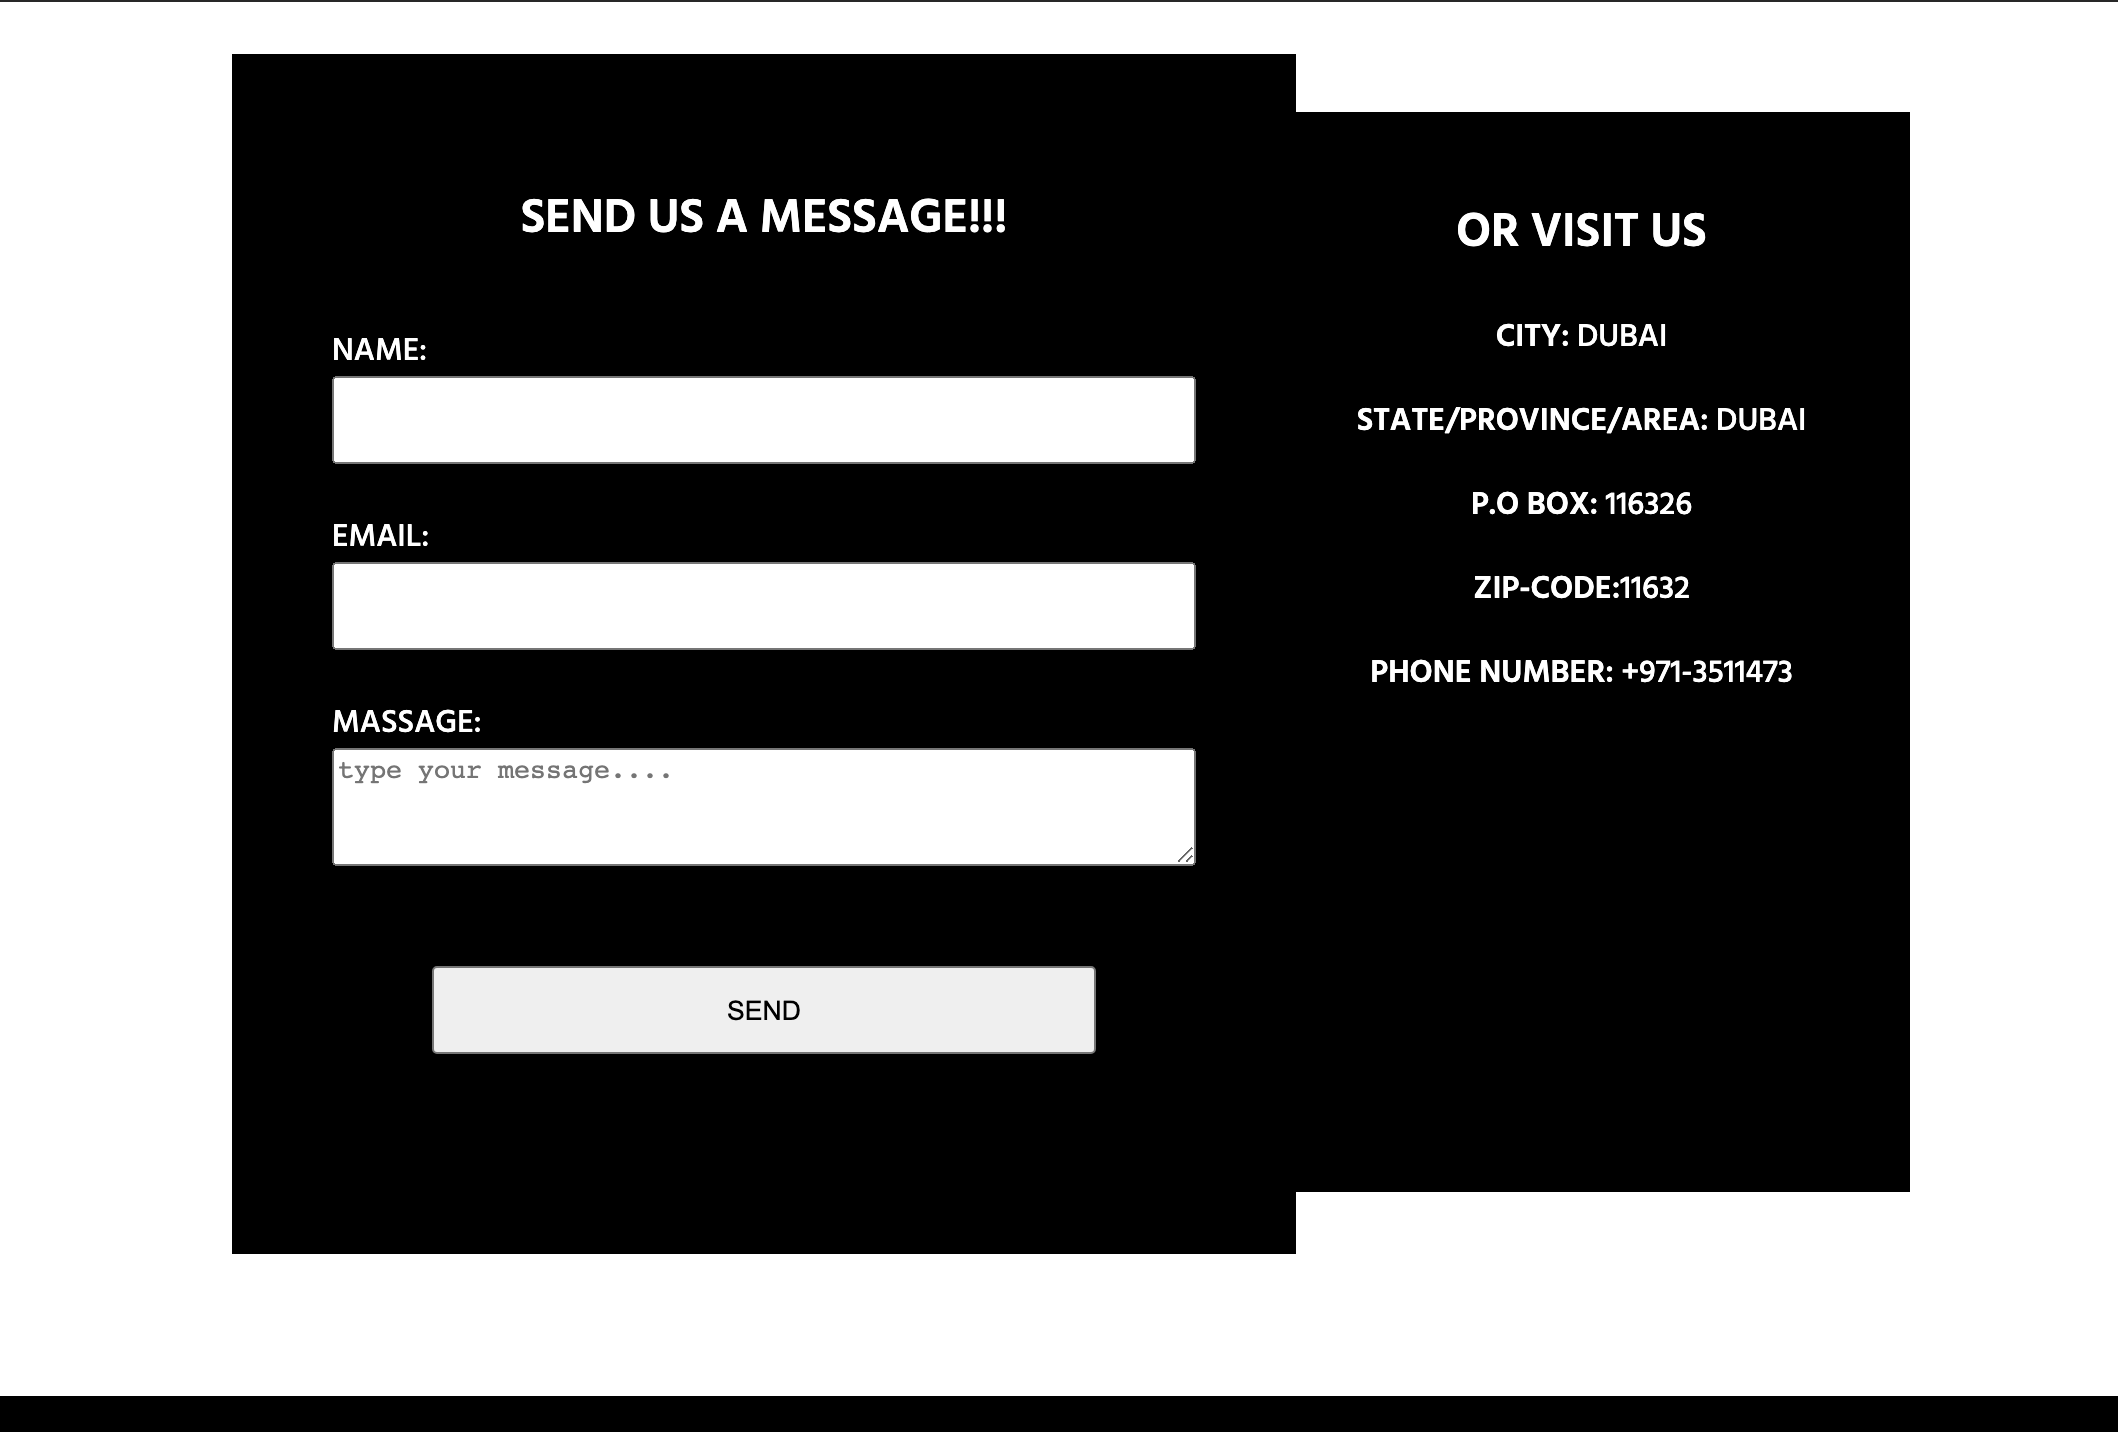 SEND US A MESSAGE!!!
NAME:
EMAIL:
MASSAGE:
type your message....
SEND
OR VISIT US
CITY: DUBAI
STATE/PROVINCE/AREA: DUBAI
P.O BOX: 116326
ZIP-CODE:11632
PHONE NUMBER: +971-3511473